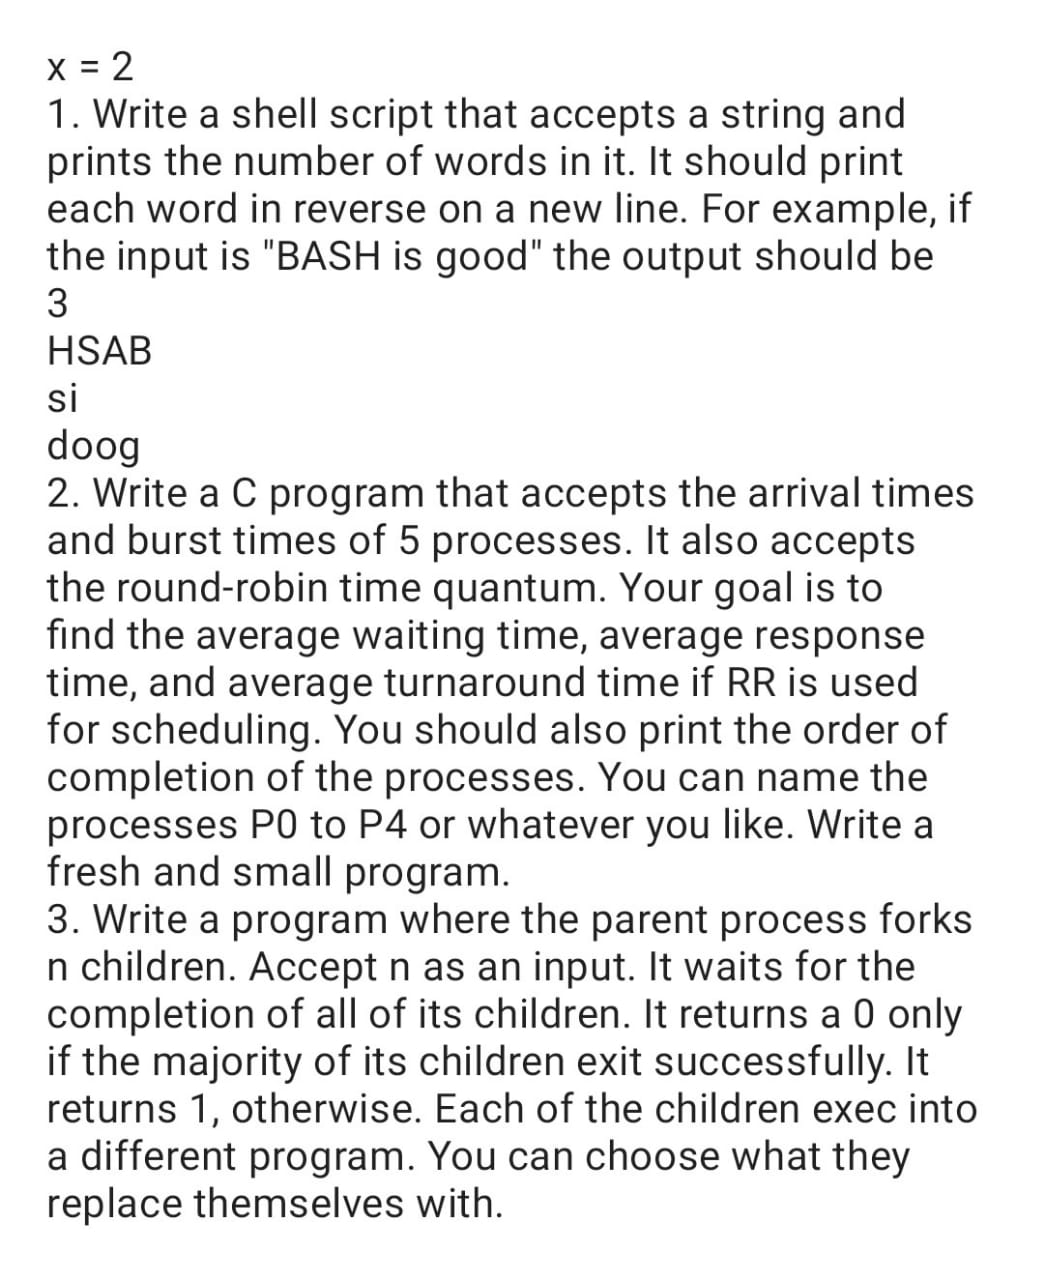 x = 2
1. Write a shell script that accepts a string and
prints the number of words in it. It should print
each word in reverse on a new line. For example, if
the input is "BASH is good" the output should be
3
HSAB
si
doog
2. Write a C program that accepts the arrival times
and burst times of 5 processes. It also accepts
the round-robin time quantum. Your goal is to
find the average waiting time, average response
time, and average turnaround time if RR is used
for scheduling. You should also print the order of
completion of the processes. You can name the
processes P0 to P4 or whatever you like. Write a
fresh and small program.
3. Write a program where the parent process forks
n children. Accept n as an input. It waits for the
completion of all of its children. It returns a 0 only
if the majority of its children exit successfully. It
returns 1, otherwise. Each of the children exec into
a different program. You can choose what they
replace themselves with.